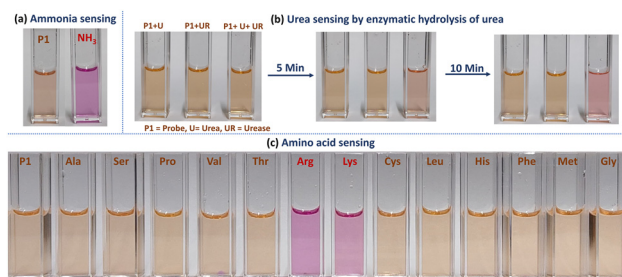 (a) Ammonia sensing
P1 NH3
(b) Urea sensing by enzymatic hydrolysis of urea
P1+U P1+UR P1+ U+ UR
5 Min
10 Min
P1 = Probe, U= Urea, UR = Urease
(c) Amino acid sensing
P1 Ala Ser Pro Val Thr Arg Lys Cys Leu His Phe Met Gly